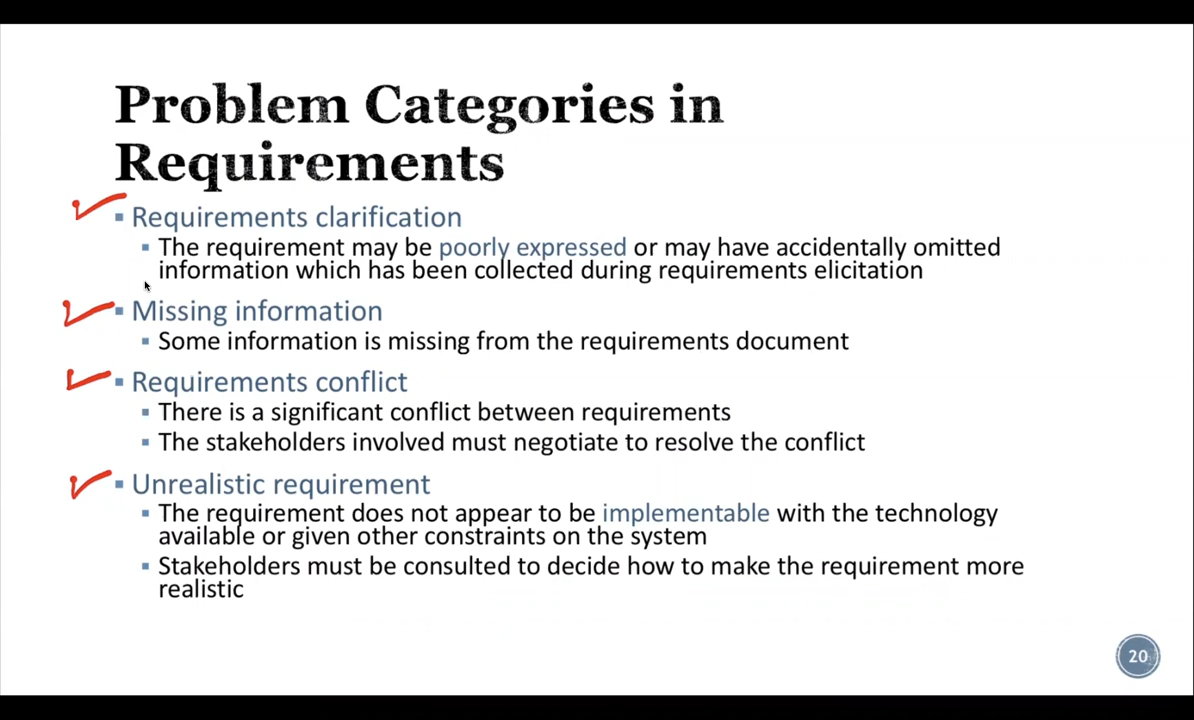 Problem Categories in
Requirements
▪ Requirements clarification
▪ The requirement may be poorly expressed or may have accidentally omitted
information which has been collected during requirements elicitation
▪ Missing information
▪ Some information is missing from the requirements document
▪ Requirements conflict
▪ There is a significant conflict between requirements
▪ The stakeholders involved must negotiate to resolve the conflict
▪ Unrealistic requirement
▪ The requirement does not appear to be implementable with the technology
available or given other constraints on the system
▪ Stakeholders must be consulted to decide how to make the requirement more
realistic
20